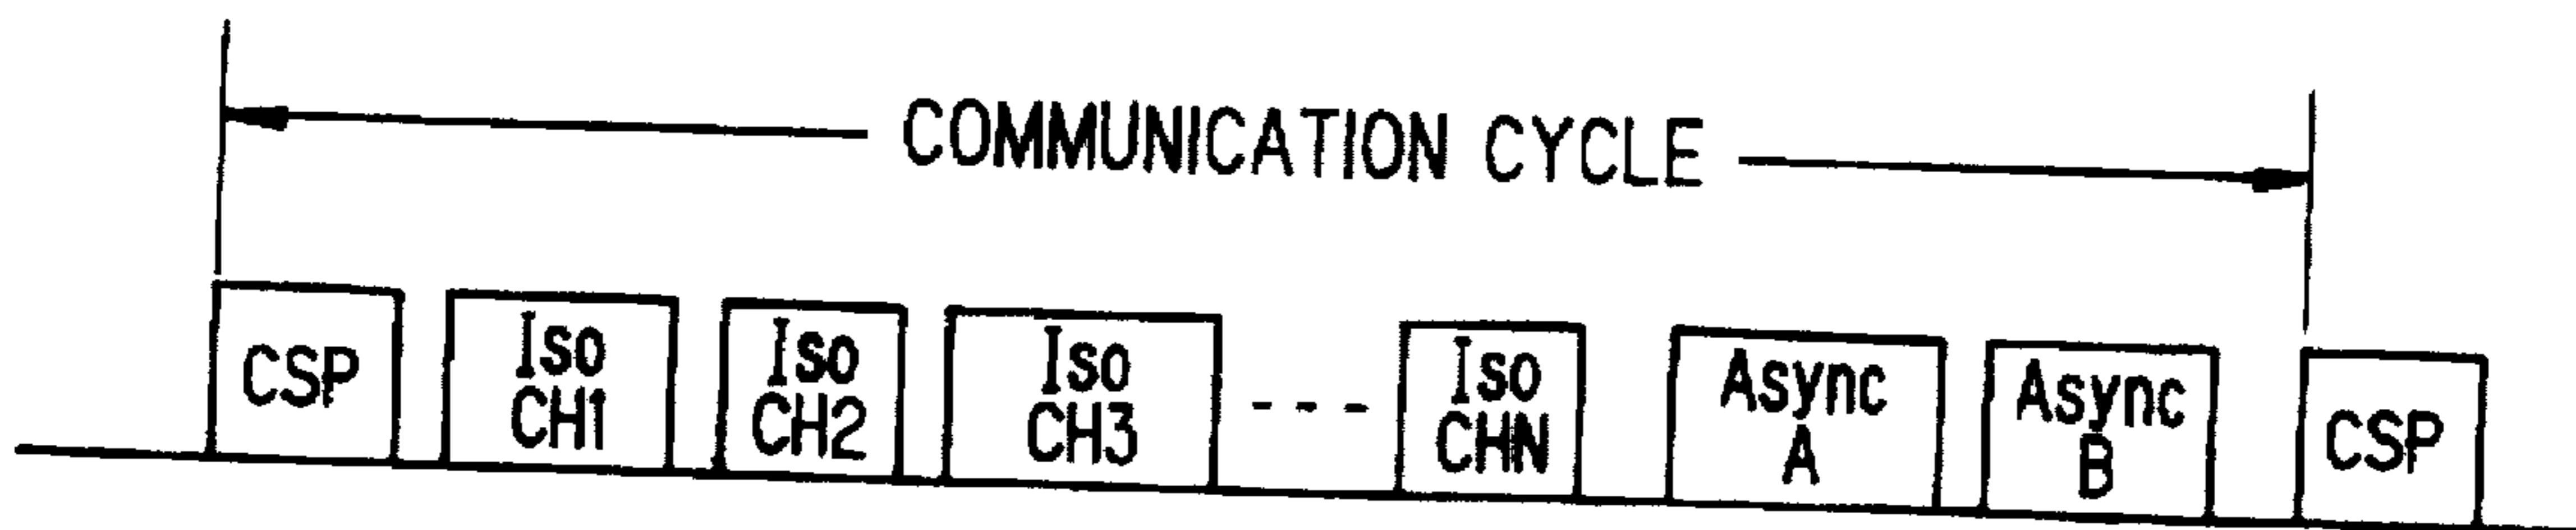 COMMUNICATION CYCLE
CSP
Iso
CH1
Iso
CH2
Iso
CH3
- - -
Iso
CHN
Async
A
Async
B
CSP